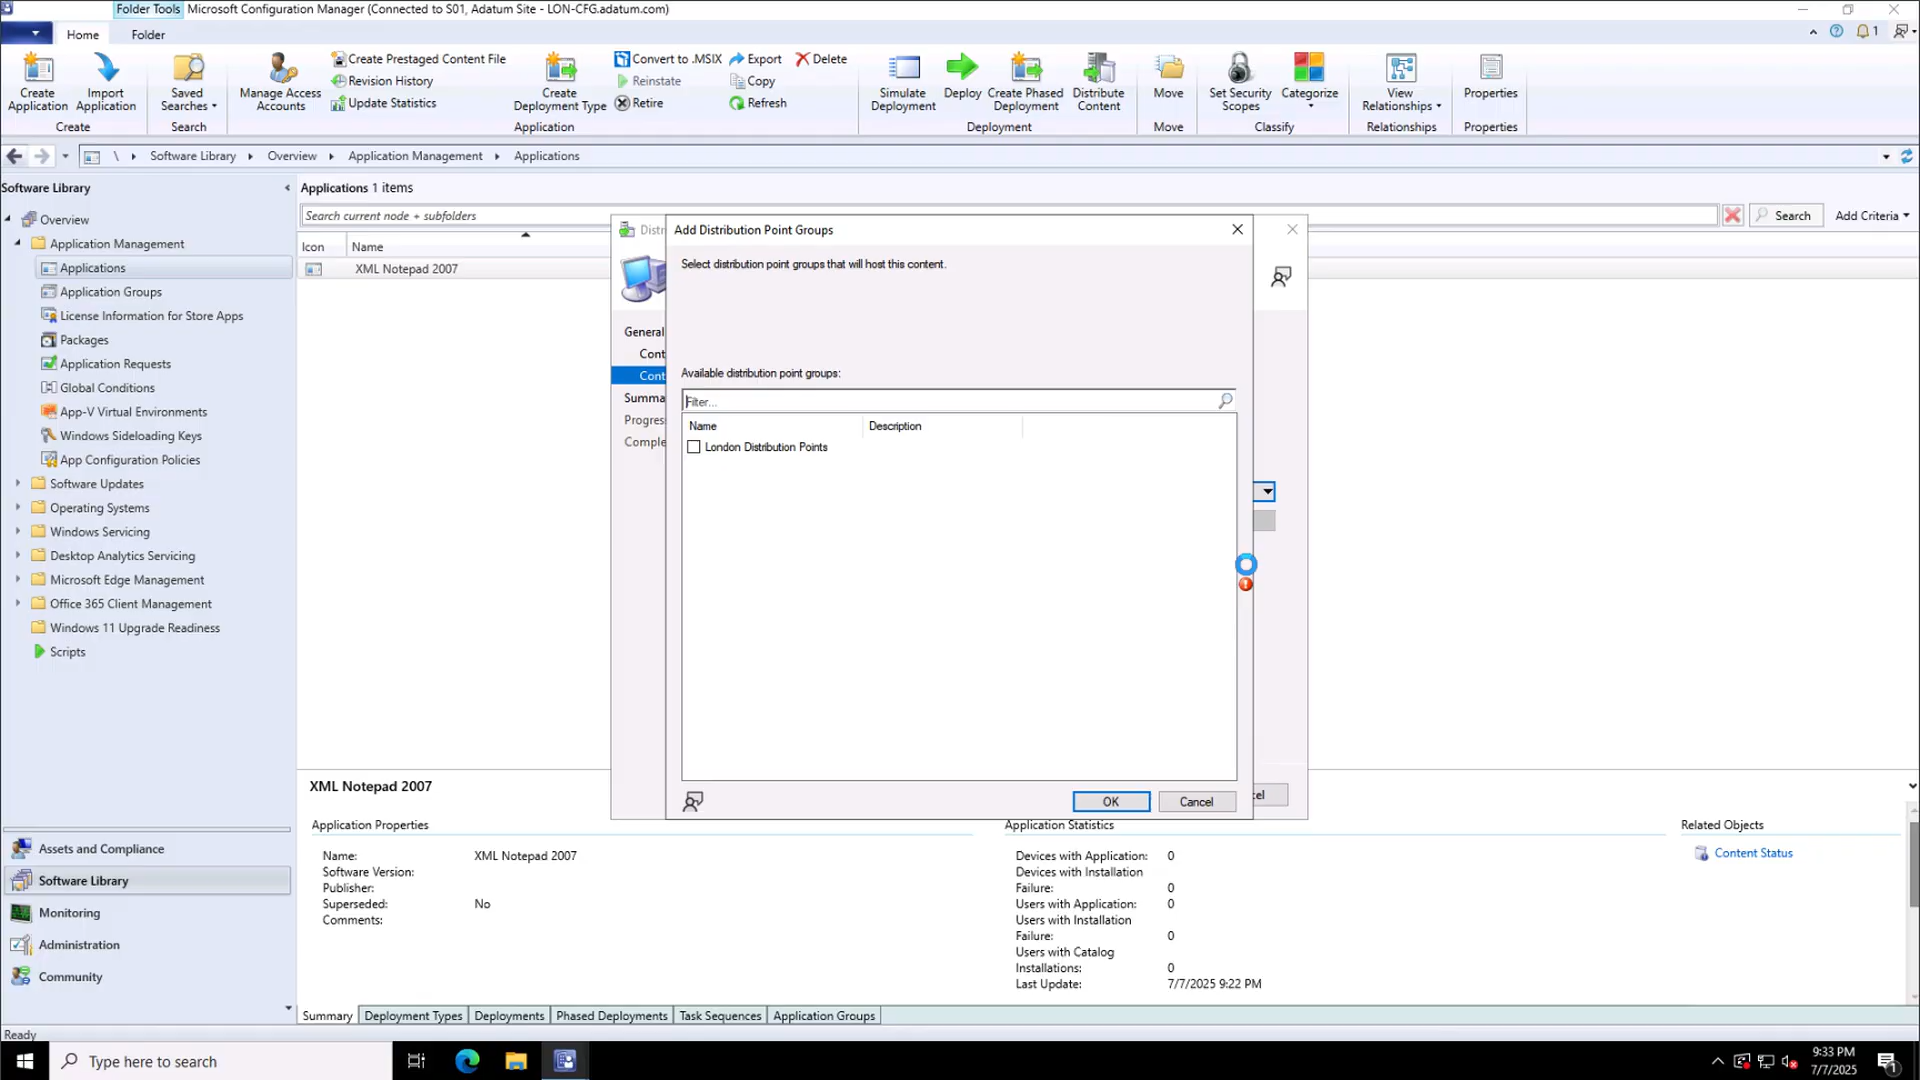 Folder Tools Microsoft Configuration Manager (Connected to S01, Adatum Site - LON-CFG.adatum.com)
Home Folder
1
Create Application
Import Application
Create
Saved Searches
Search
Manage Access Accounts
Create Prestaged Content File
Revision History
Update Statistics
Create Deployment Type
Convert to .MSIX
Reinstate
Retire
Export
Copy
Refresh
Delete
Application
Simulate Deployment
Deploy
Create Phased Deployment
Distribute Content
Deployment
Move
Move
Set Security Scopes
Categorize
Classify
View Relationships
Relationships
Properties
Properties
\ Software Library Overview Application Management Applications
Software Library
Overview
Application Management
Applications
Application Groups
License Information for Store Apps
Packages
Application Requests
Global Conditions
App-V Virtual Environments
Windows Sideloading Keys
App Configuration Policies
Software Updates
Operating Systems
Windows Servicing
Desktop Analytics Servicing
Microsoft Edge Management
Office 365 Client Management
Windows 11 Upgrade Readiness
Scripts
Assets and Compliance
Software Library
Monitoring
Administration
Community
Applications 1 items
Search current node + subfolders
Search
Add Criteria
Icon Name
XML Notepad 2007
Distr
General
Cont
Cont
Summa
Progres
Comple
cel
Add Distribution Point Groups
Select distribution point groups that will host this content.
Available distribution point groups:
Filter...
Name Description
London Distribution Points
OK Cancel
XML Notepad 2007
Application Properties
Name: XML Notepad 2007
Software Version:
Publisher:
Superseded: No
Comments:
Application Statistics
Devices with Application: 0
Devices with Installation
Failure: 0
Users with Application: 0
Users with Installation
Failure: 0
Users with Catalog
Installations: 0
Last Update: 7/7/2025 9:22 PM
Related Objects
Content Status
Summary Deployment Types Deployments Phased Deployments Task Sequences Application Groups
Ready
Type here to search
9:33 PM
7/7/2025
1